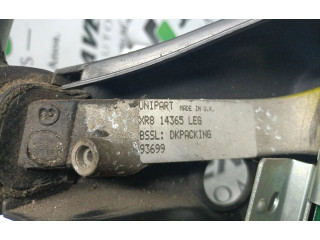 UNIPART MADE IN U.K.
XR8 14365 LEG
BSSL: DKPACKING
93699